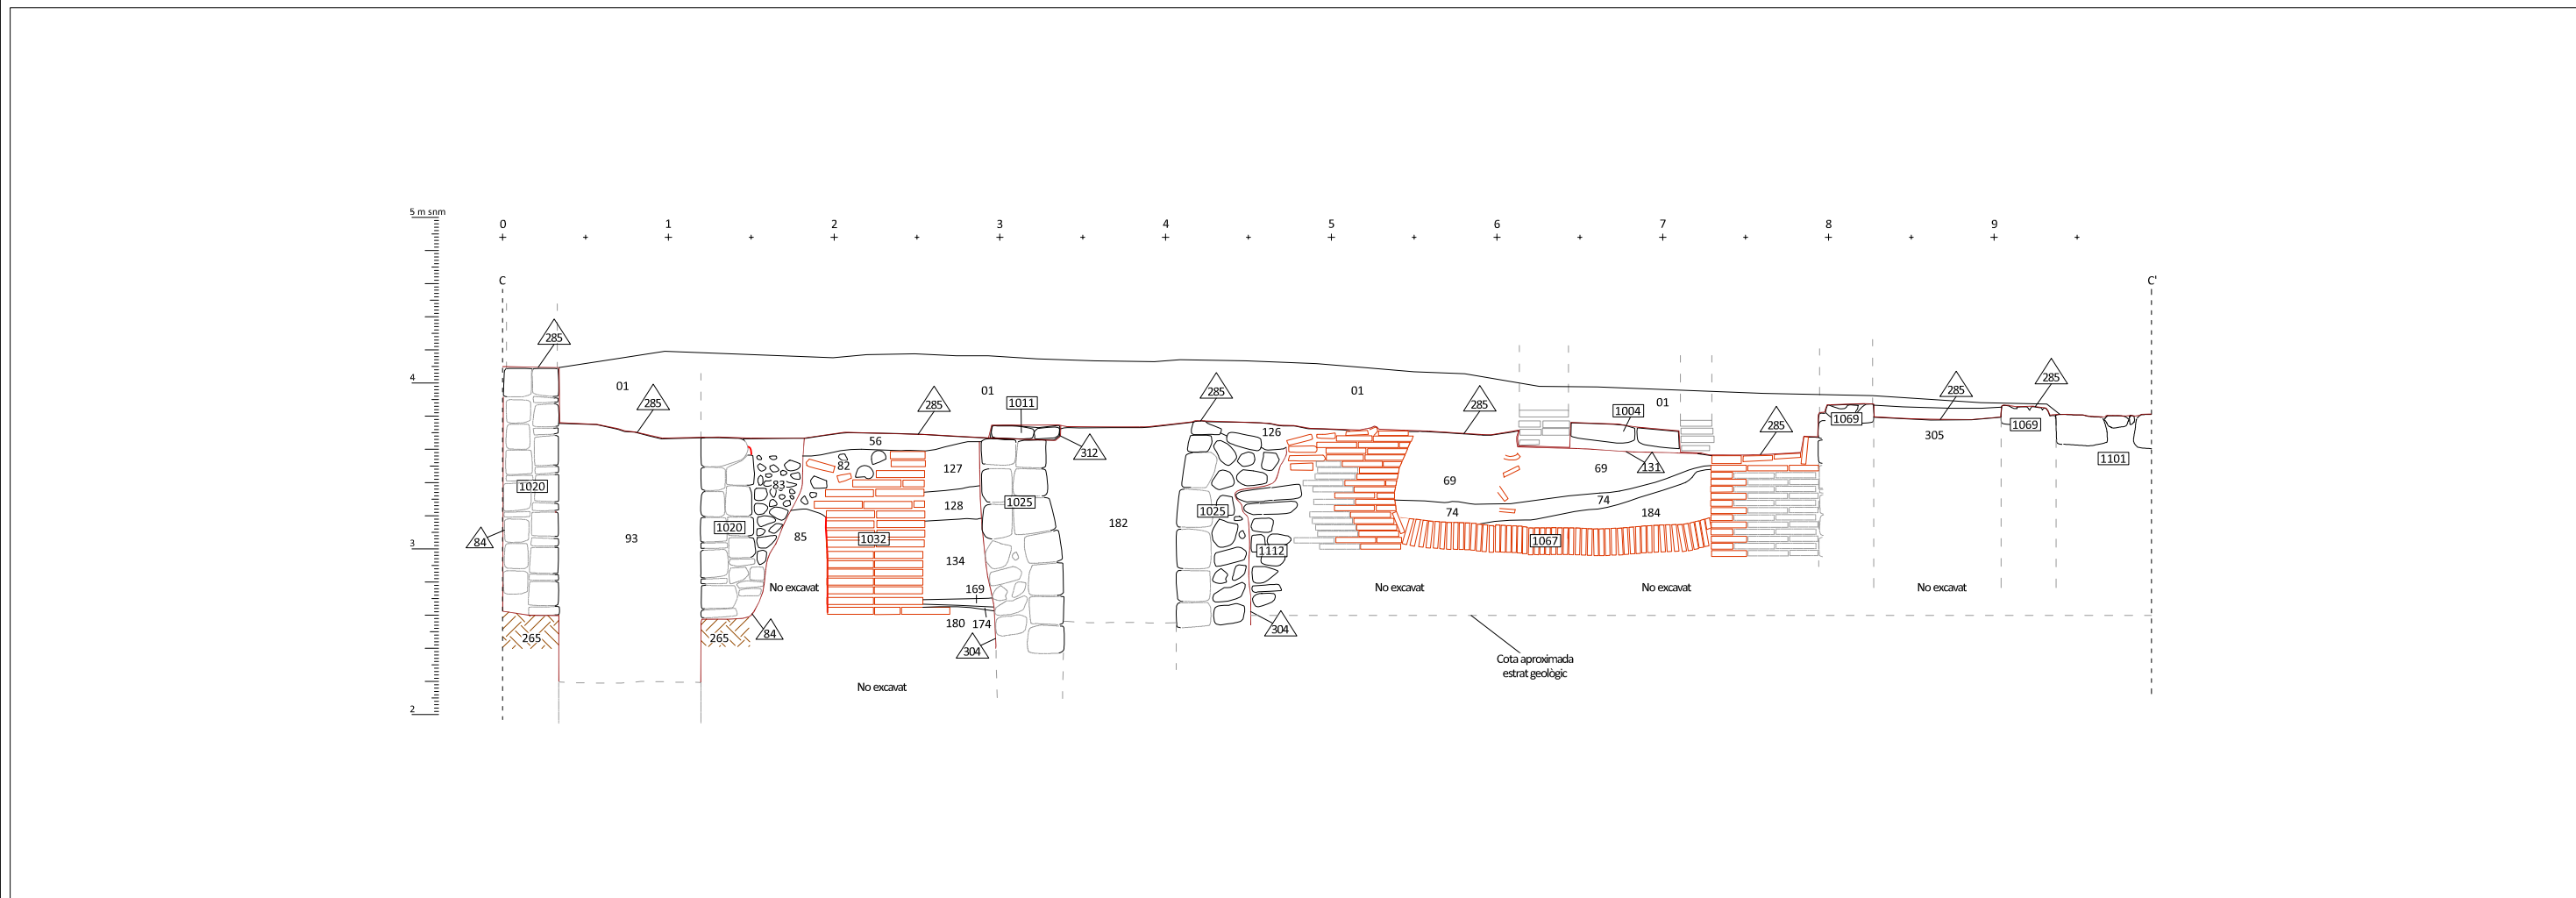 5 m snm
0 1 2 3 4 5 6 7 8 9
C C'
285
4
01 285 01 285 1011 285 01 285 1004 01 285 1069 285 285
1069
56 312 126 131 305
1101
82 127 69 69
83
1020 128 1025 1025 74 74 184
1020 93 85 1032 182 1112 1067
84
3
134
No excavat 169 No excavat No excavat No excavat
265 265 84 180 174 304 304
Cota aproximada
estrat geològic
No excavat
2